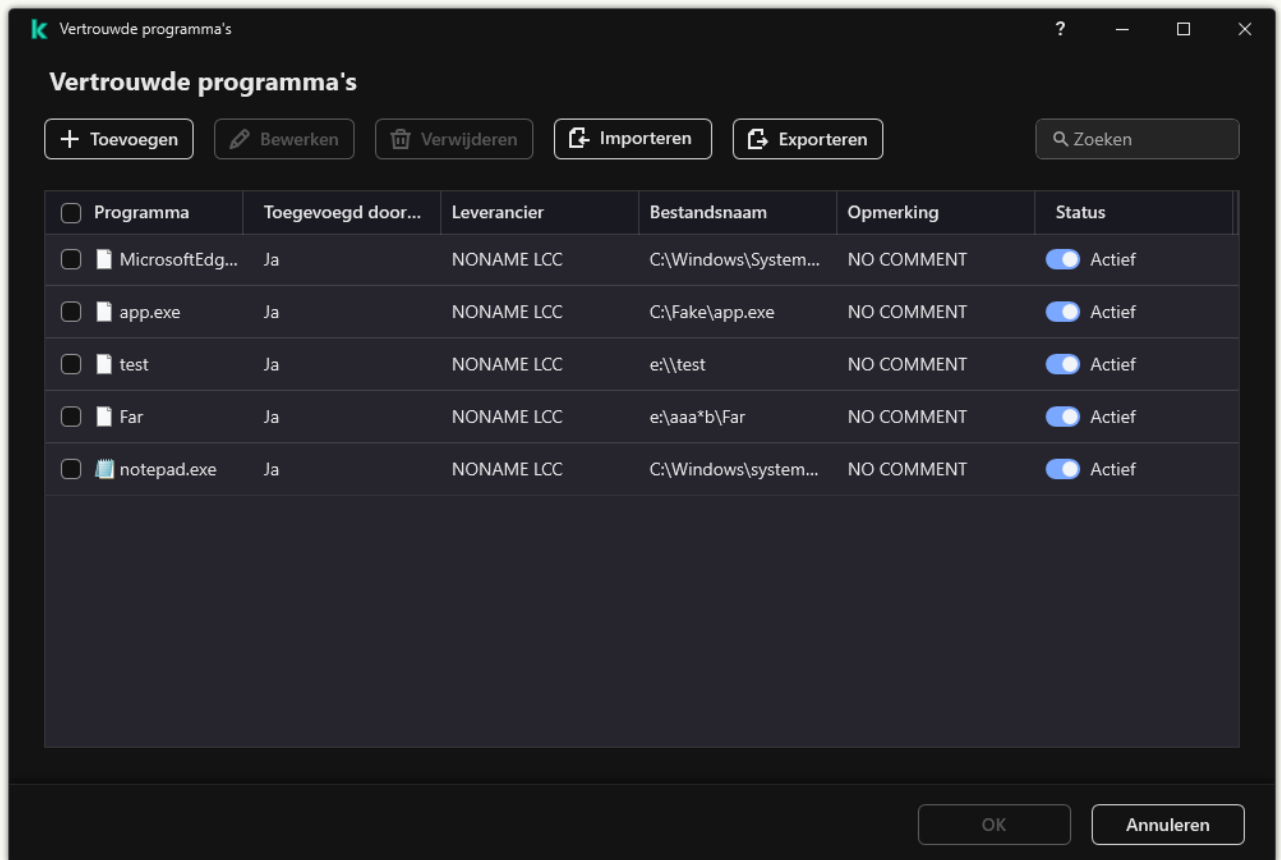 Vertrouwde programma's
?
Vertrouwde programma's
Toevoegen Bewerken Verwijderen Importeren Exporteren Zoeken
Programma Toegevoegd door... Leverancier Bestandsnaam Opmerking Status
MicrosoftEdg... Ja NONAME LCC C:\Windows\System... NO COMMENT Actief
app.exe Ja NONAME LCC C:\Fake\app.exe NO COMMENT Actief
test Ja NONAME LCC e:\\test NO COMMENT Actief
Far Ja NONAME LCC e:\aaa*b\Far NO COMMENT Actief
notepad.exe Ja NONAME LCC C:\Windows\system... NO COMMENT Actief
OK Annuleren